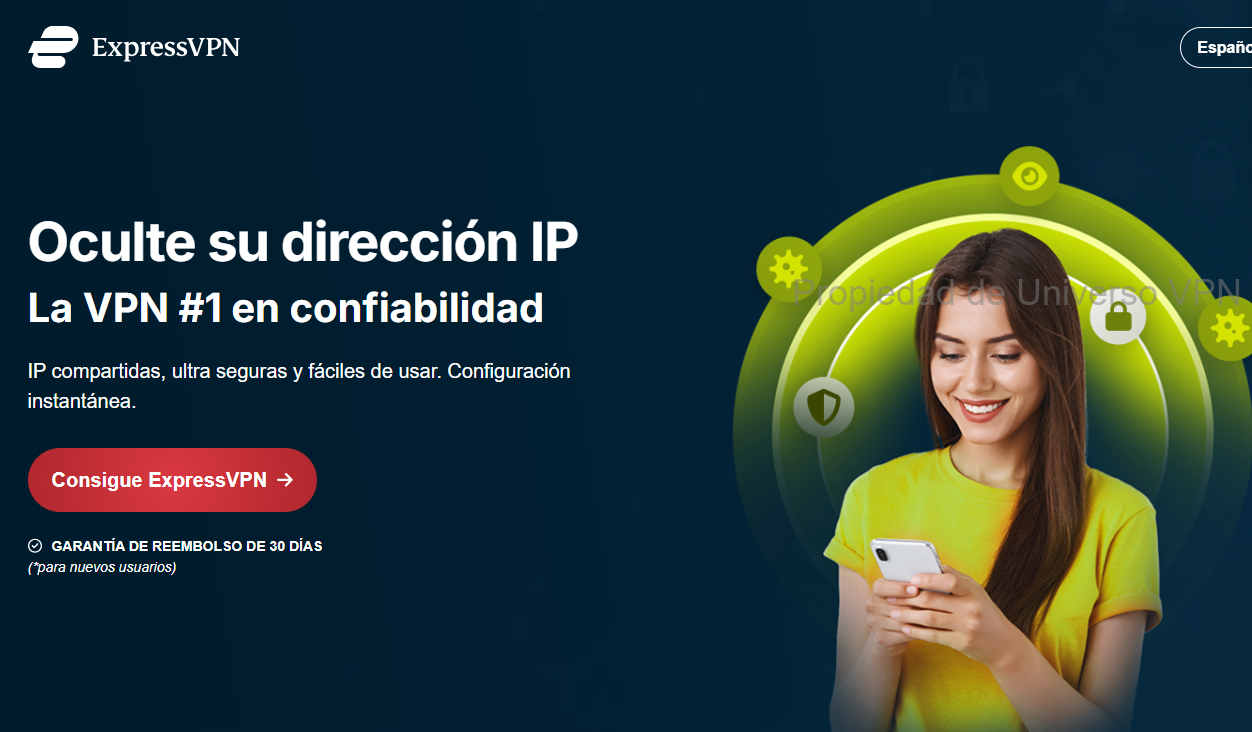 ExpressVPN
Españo
Oculte su dirección IP
La VPN #1 en confiabilidad
Propiedad de Universo VPN
IP compartidas, ultra seguras y fáciles de usar. Configuración
instantánea.
Consigue ExpressVPN →
GARANTÍA DE REEMBOLSO DE 30 DÍAS
(*para nuevos usuarios)